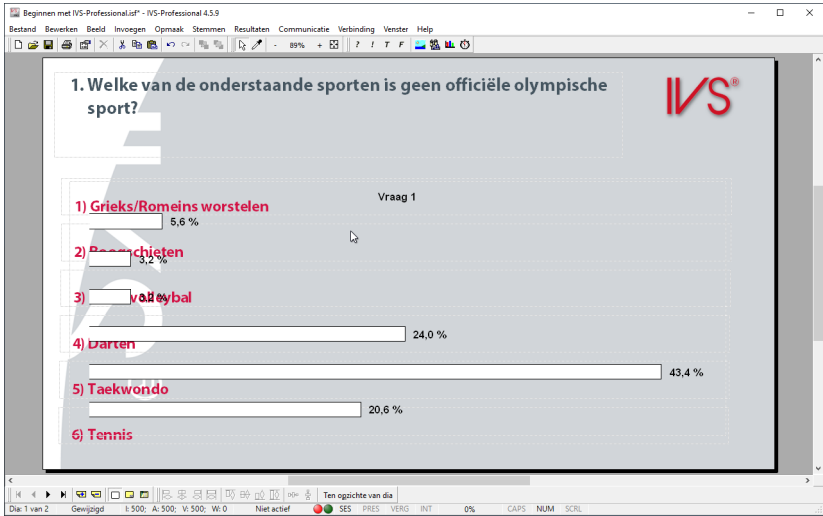 Beginnen met IVS-Professional.isf* - IVS-Professional 4.5.9
Bestand Bewerken Beeld Invoegen Opmaak Stemmen Resultaten Communicatie Verbinding Venster Help
- 89% + ? ! T F
1. Welke van de onderstaande sporten is geen officiële olympische
sport?
IVS®
Vraag 1
1) Grieks/Romeins worstelen
5,6 %
2) Boogschieten
3,2 %
3) volleybal
3,2 %
24,0 %
4) Darten
43,4 %
5) Taekwondo
20,6 %
6) Tennis
Ten opzichte van dia
Dia: 1 van 2 Gewijzigd I: 500; A: 500; V: 500; W: 0 Niet actief SES PRES VERG INT 0% CAPS NUM SCRL